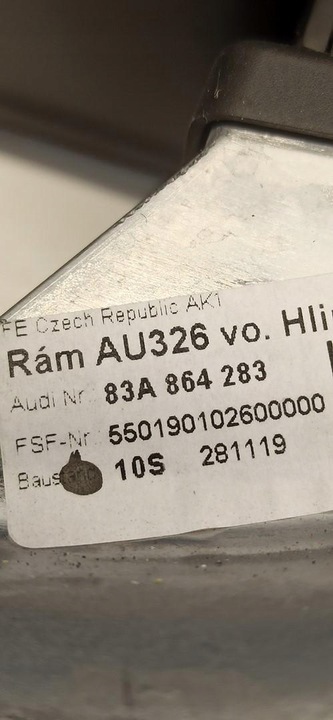 FE Czech Republic AK1
Rám AU326 vo. Hli
Audi Nr. 83A 864 283
FSF-Nr. 550190102600000
10S 281119